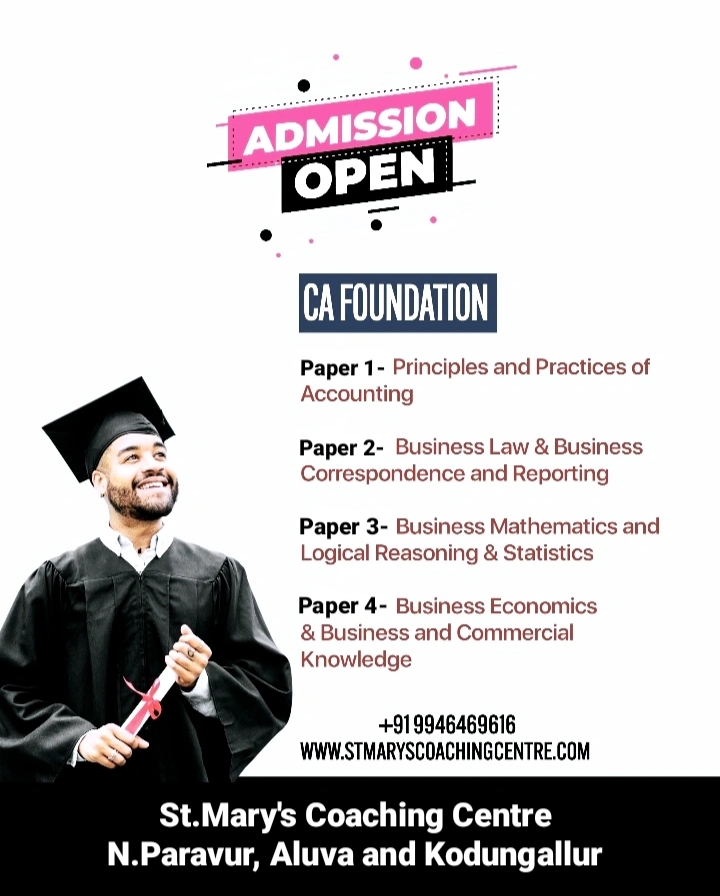 ADMISSION
OPEN
CA FOUNDATION
Paper 1- Principles and Practices of
Accounting
Paper 2- Business Law & Business
Correspondence and Reporting
Paper 3- Business Mathematics and
Logical Reasoning & Statistics
Paper 4- Business Economics
& Business and Commercial
Knowledge
+91 9946469616
WWW.STMARYSCOACHINGCENTRE.COM
St.Mary's Coaching Centre
N.Paravur, Aluva and Kodungallur